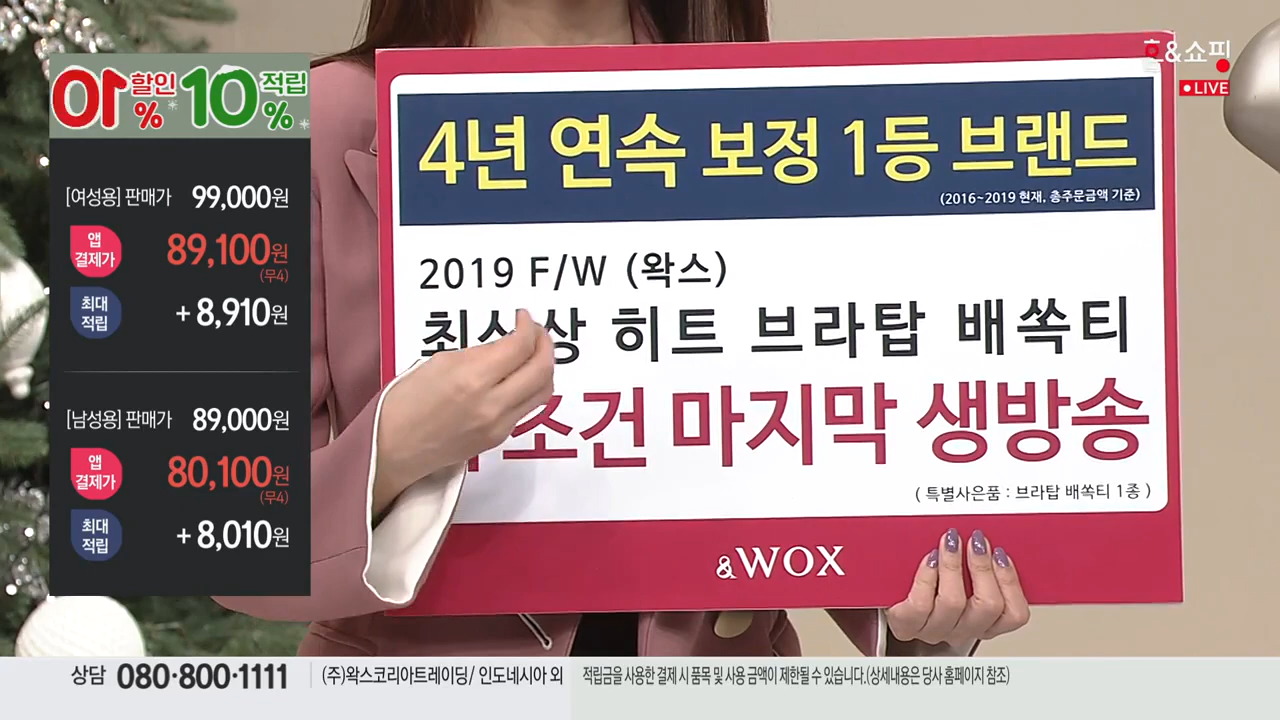 홈&쇼핑
LIVE
10 할인 % 10 적립 %
[여성용] 판매가 99,000원
앱 결제가 89,100원
(무4)
최대 적립 + 8,910원
[남성용] 판매가 89,000원
앱 결제가 80,100원
(무4)
최대 적립 + 8,010원
4년 연속 보정 1등 브랜드
(2016~2019 현재, 총주문금액 기준)
2019 F/W (왁스)
히트 브라탑 배쏙티
조건 마지막 생방송
( 특별사은품 : 브라탑 배쏙티 1종 )
&WOX
상담 080·800·1111
(주)왁스코리아트레이딩/ 인도네시아 외
적립금을 사용한 결제 시 품목 및 사용 금액이 제한될 수 있습니다.(상세내용은 당사 홈페이지 참조)